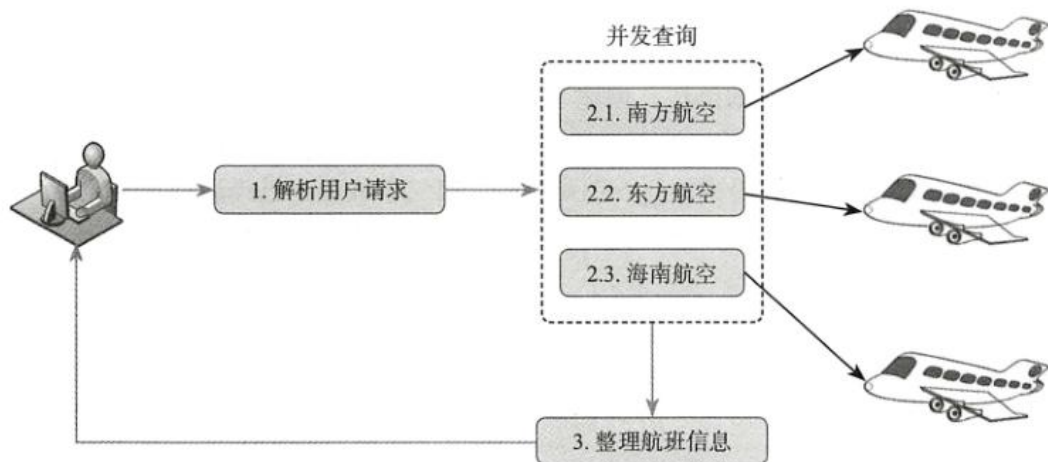 并发查询
2.1. 南方航空
1. 解析用户请求
2.2. 东方航空
2.3. 海南航空
3. 整理航班信息